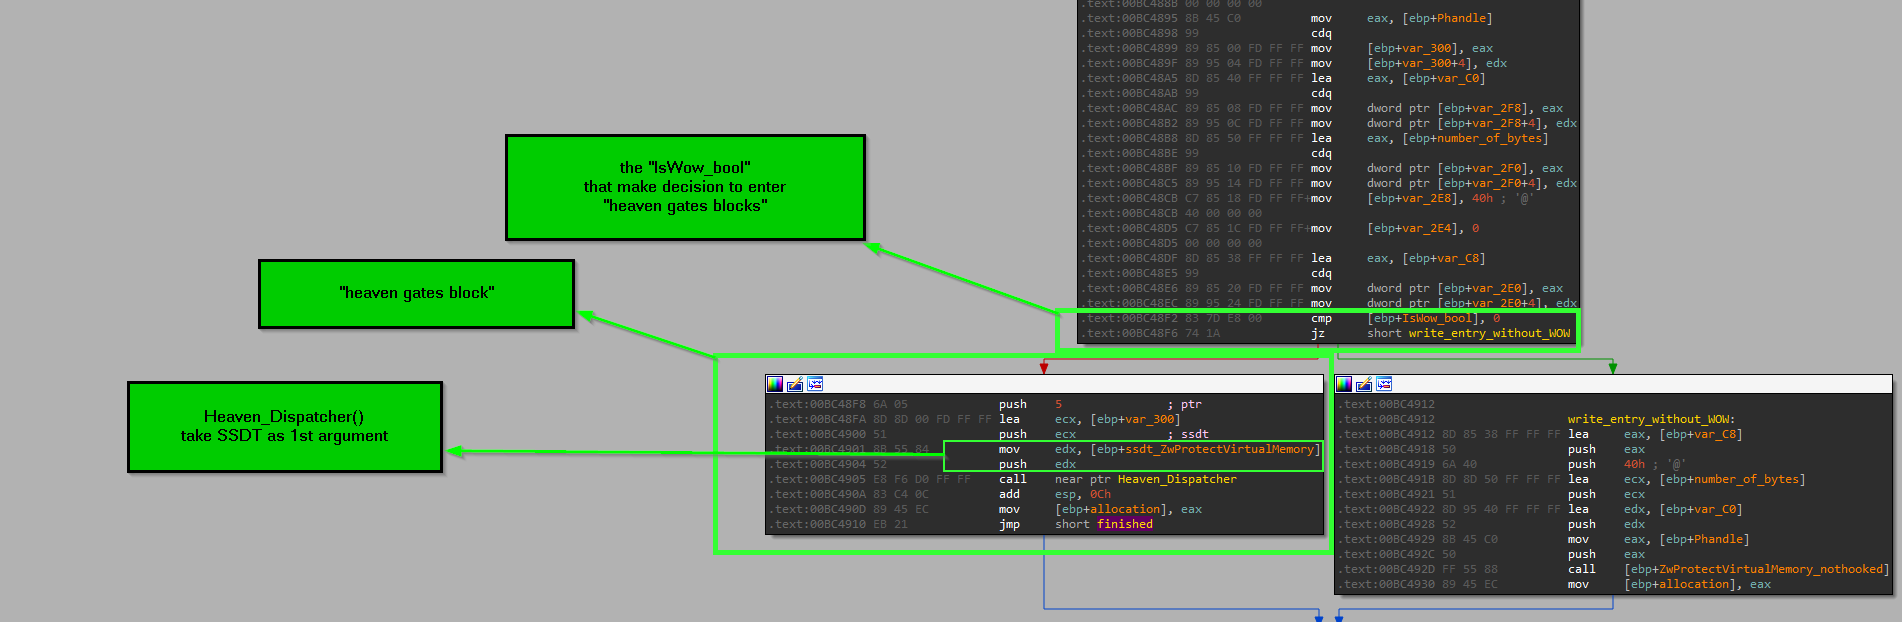 .text:00BC488B 00 00 00 00
.text:00BC4895 8B 45 C0 mov eax, [ebp+Phandle]
.text:00BC4898 99 cdq
.text:00BC4899 89 85 00 FD FF FF mov [ebp+var_300], eax
.text:00BC489F 89 95 04 FD FF FF mov [ebp+var_300+4], edx
.text:00BC48A5 8D 85 40 FF FF FF lea eax, [ebp+var_C0]
.text:00BC48AB 99 cdq
.text:00BC48AC 89 85 08 FD FF FF mov dword ptr [ebp+var_2F8], eax
.text:00BC48B2 89 95 0C FD FF FF mov dword ptr [ebp+var_2F8+4], edx
.text:00BC48B8 8D 85 50 FF FF FF lea eax, [ebp+number_of_bytes]
.text:00BC48BE 99 cdq
.text:00BC48BF 89 85 10 FD FF FF mov dword ptr [ebp+var_2F0], eax
.text:00BC48C5 89 95 14 FD FF FF mov dword ptr [ebp+var_2F0+4], edx
.text:00BC48CB C7 85 18 FD FF FF+mov [ebp+var_2E8], 40h ; '@'
.text:00BC48CB 40 00 00 00
.text:00BC48D5 C7 85 1C FD FF FF+mov [ebp+var_2E4], 0
.text:00BC48D5 00 00 00 00
.text:00BC48DF 8D 85 38 FF FF FF lea eax, [ebp+var_C8]
.text:00BC48E5 99 cdq
.text:00BC48E6 89 85 20 FD FF FF mov dword ptr [ebp+var_2E0], eax
.text:00BC48EC 89 95 24 FD FF FF mov dword ptr [ebp+var_2E0+4], edx
.text:00BC48F2 83 7D E8 00 cmp [ebp+IsWow_bool], 0
.text:00BC48F6 74 1A jz short write_entry_without_WOW
the "IsWow_bool"
that make decision to enter
"heaven gates blocks"
"heaven gates block"
Heaven_Dispatcher()
take SSDT as 1st argument
.text:00BC48F8 6A 05 push 5 ; ptr
.text:00BC48FA 8D 8D 00 FD FF FF lea ecx, [ebp+var_300]
.text:00BC4900 51 push ecx ; ssdt
.text:00BC4901 8B 55 84 mov edx, [ebp+ssdt_ZwProtectVirtualMemory]
.text:00BC4904 52 push edx
.text:00BC4905 E8 F6 D0 FF FF call near ptr Heaven_Dispatcher
.text:00BC490A 83 C4 0C add esp, 0Ch
.text:00BC490D 89 45 EC mov [ebp+allocation], eax
.text:00BC4910 EB 21 jmp short finished
.text:00BC4912
.text:00BC4912 write_entry_without_WOW:
.text:00BC4912 8D 85 38 FF FF FF lea eax, [ebp+var_C8]
.text:00BC4918 50 push eax
.text:00BC4919 6A 40 push 40h ; '@'
.text:00BC491B 8D 8D 50 FF FF FF lea ecx, [ebp+number_of_bytes]
.text:00BC4921 51 push ecx
.text:00BC4922 8D 95 40 FF FF FF lea edx, [ebp+var_C0]
.text:00BC4928 52 push edx
.text:00BC4929 8B 45 C0 mov eax, [ebp+Phandle]
.text:00BC492C 50 push eax
.text:00BC492D FF 55 88 call [ebp+ZwProtectVirtualMemory_nothooked]
.text:00BC4930 89 45 EC mov [ebp+allocation], eax